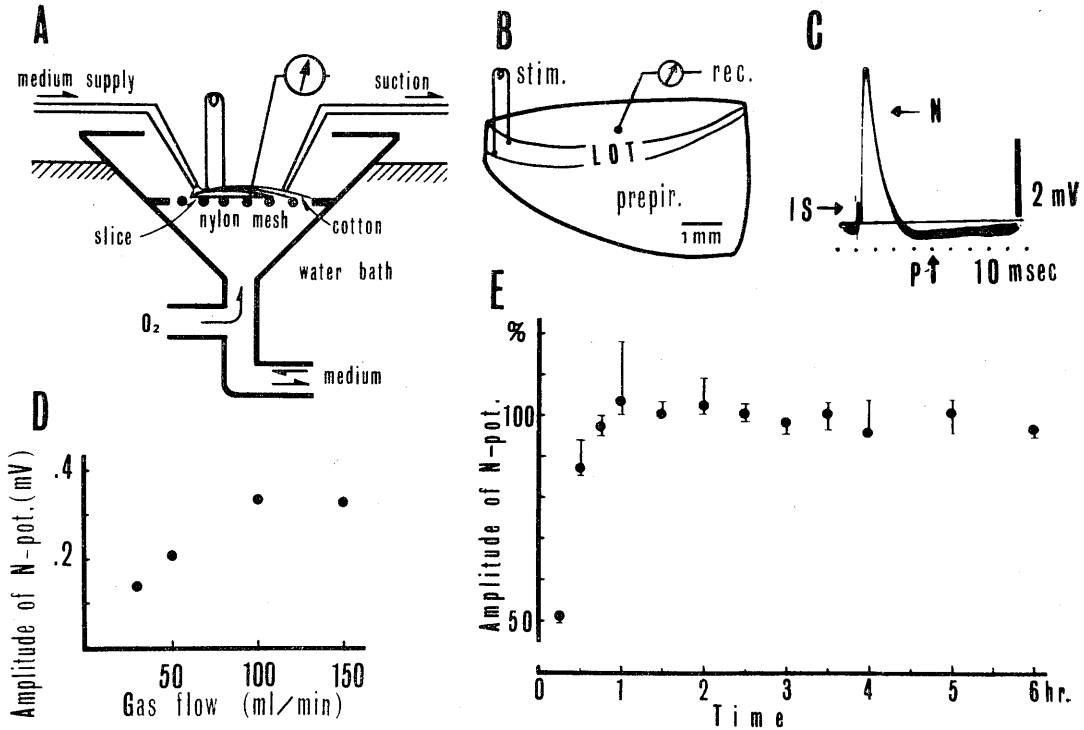 A
medium supply
suction
slice
nylon mesh
cotton
water bath
O₂
medium
B
stim.
rec.
LOT
prepir.
1mm
C
N
IS
2 mV
P
10 msec
D
Amplitude of N-pot.(mV)
.4
.2
50 100 150
Gas flow (ml/min)
E
%
Amplitude of N-pot.
100
50
0 1 2 3 4 5 6 hr.
Time